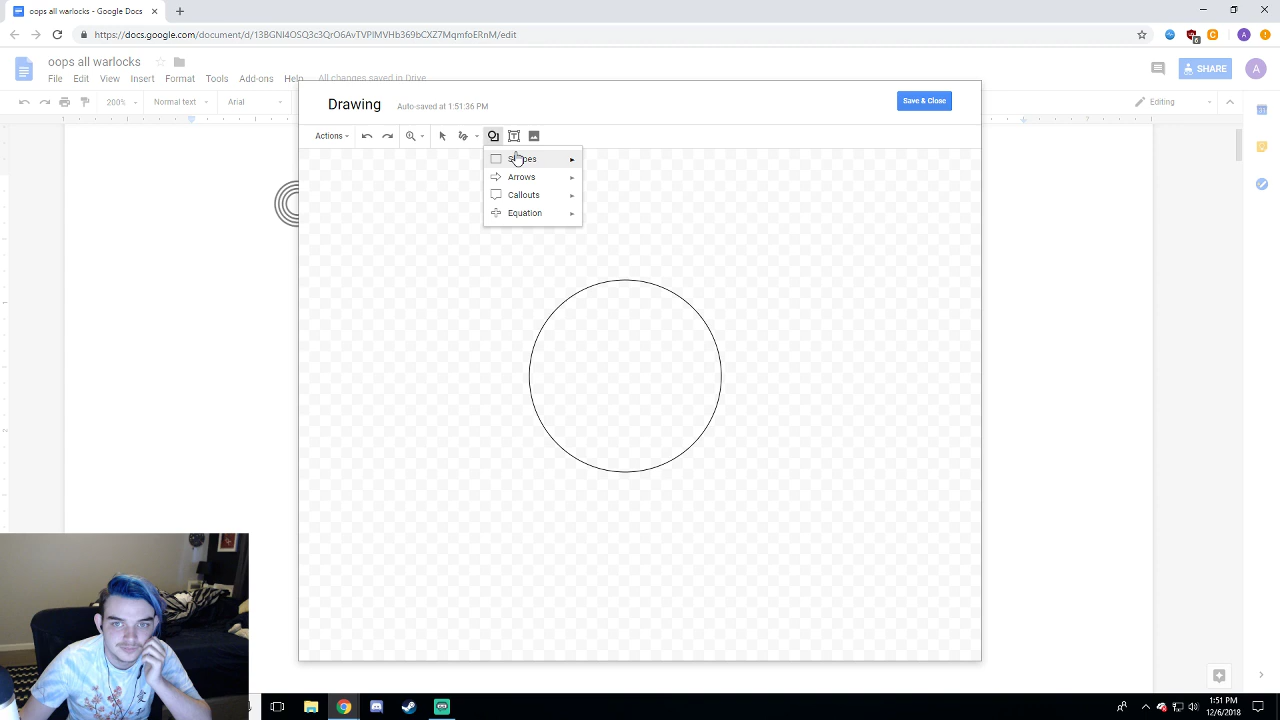 oops all warlocks - Google Docs
https://docs.google.com/document/d/13BGNI4OSQ3c3QrO6AvTVPIMVHb369bCXZ7MqmfoERnM/edit
A
oops all warlocks
File Edit View Insert Format Tools Add-ons Help All changes saved in Drive
SHARE
A
200% Normal text Arial
Editing
Drawing Auto-saved at 1:51:36 PM
Save & Close
Actions
Shapes
Arrows
Callouts
Equation
1:51 PM
12/6/2018